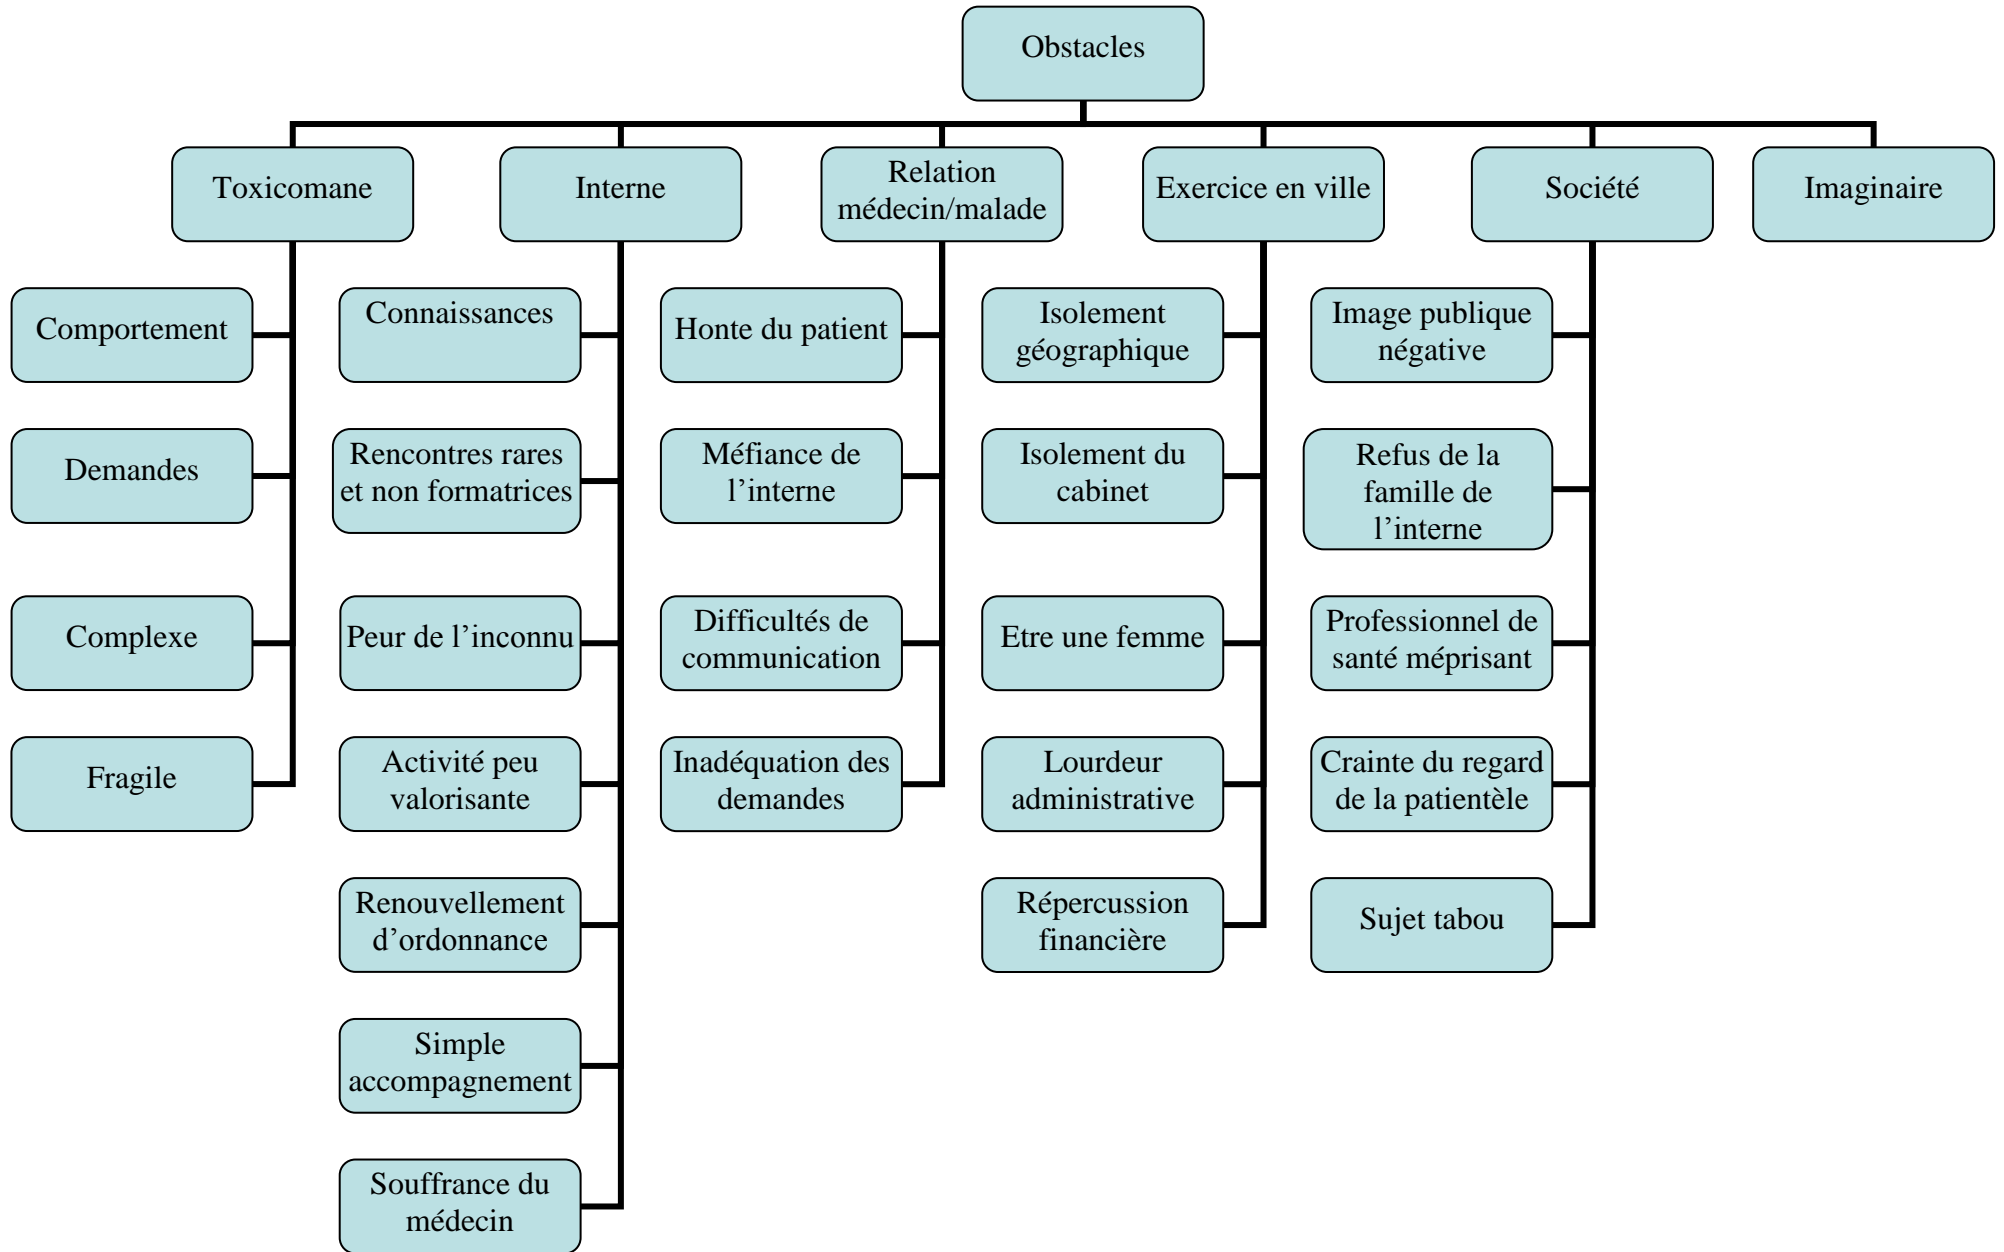 Obstacles
Toxicomane
Interne
Relation
médecin/malade
Exercice en ville
Société
Imaginaire
Comportement
Demandes
Complexe
Fragile
Connaissances
Rencontres rares
et non formatrices
Peur de l’inconnu
Activité peu
valorisante
Renouvellement
d’ordonnance
Simple
accompagnement
Souffrance du
médecin
Honte du patient
Méfiance de
l’interne
Difficultés de
communication
Inadéquation des
demandes
Isolement
géographique
Isolement du
cabinet
Etre une femme
Lourdeur
administrative
Répercussion
financière
Image publique
négative
Refus de la
famille de
l’interne
Professionnel de
santé méprisant
Crainte du regard
de la patientèle
Sujet tabou